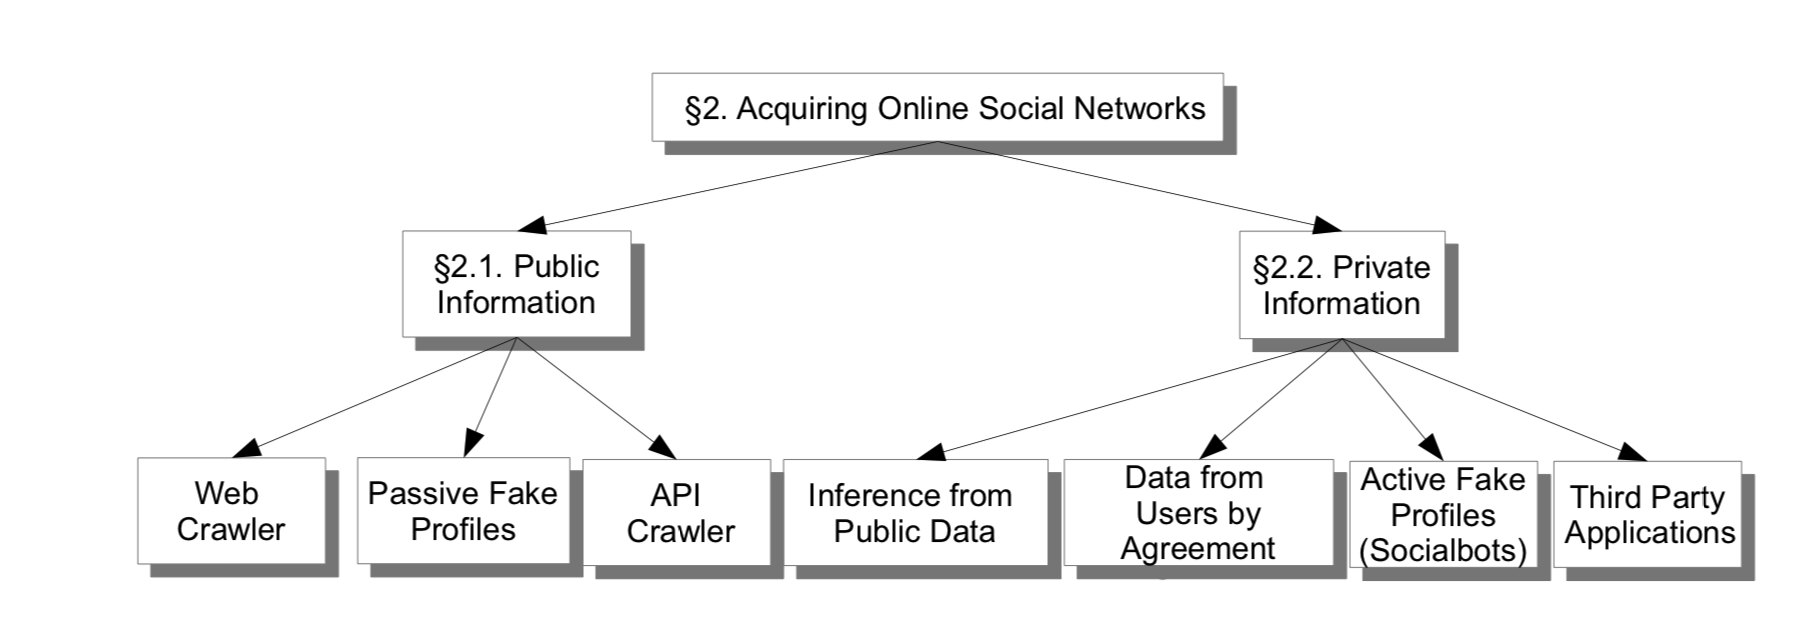 §2. Acquiring Online Social Networks
§2.1. Public
Information
§2.2. Private
Information
Web
Crawler
Passive Fake
Profiles
API
Crawler
Inference from
Public Data
Data from
Users by
Agreement
Active Fake
Profiles
(Socialbots)
Third Party
Applications